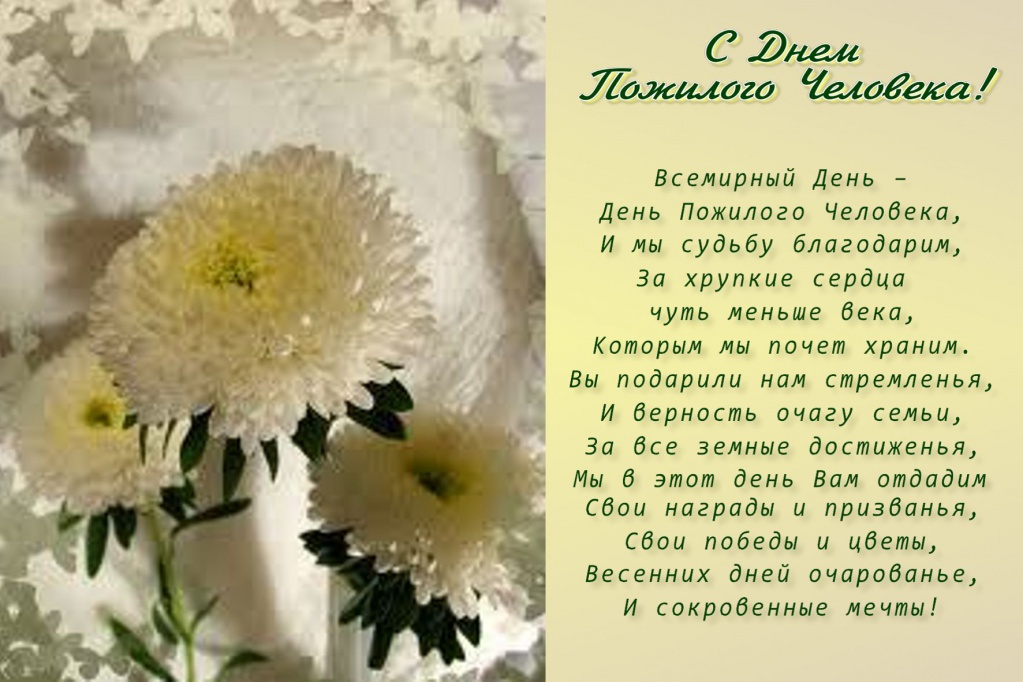 С Днем
Пожилого Человека!
Всемирный День –
День Пожилого Человека,
И мы судьбу благодарим,
За хрупкие сердца
чуть меньше века,
Которым мы почет храним.
Вы подарили нам стремленья,
И верность очагу семьи,
За все земные достиженья,
Мы в этот день Вам отдадим
Свои награды и призванья,
Свои победы и цветы,
Весенних дней очарованье,
И сокровенные мечты!